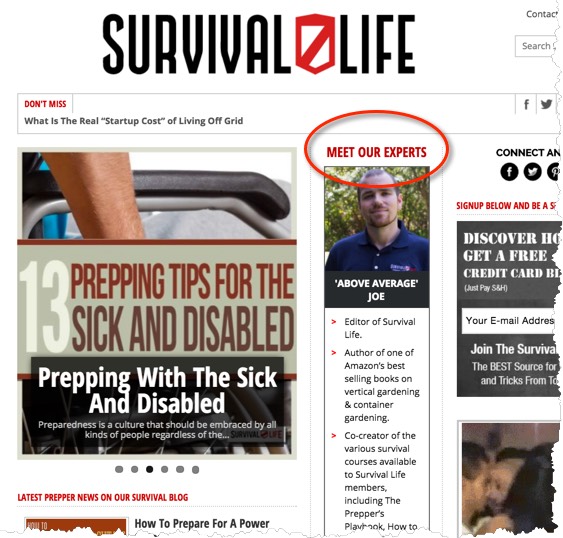 SURVIVAL LIFE
Contac
Search
DON'T MISS
What Is The Real “Startup Cost” of Living Off Grid
MEET OUR EXPERTS
CONNECT AN
13 PREPPING TIPS FOR THE
SICK AND DISABLED
Prepping With The Sick
And Disabled
Preparedness is a culture that should be embraced by all
kinds of people regardless of the...
SURVIVAL LIFE
'ABOVE AVERAGE'
JOE
> Editor of Survival
Life.
> Author of one of
Amazon's best
selling books on
vertical gardening
& container
gardening.
> Co-creator of the
various survival
courses available
to Survival Life
members,
including The
Prepper's
Playbook, How to
SIGNUP BELOW AND BE A S
DISCOVER HO
GET A FREE
CREDIT CARD BI
(Just Pay S&H)
Your E-mail Addres
Join The Surviva
The BEST Source for
and Tricks From To
LATEST PREPPER NEWS ON OUR SURVIVAL BLOG
HOW TO
How To Prepare For A Power